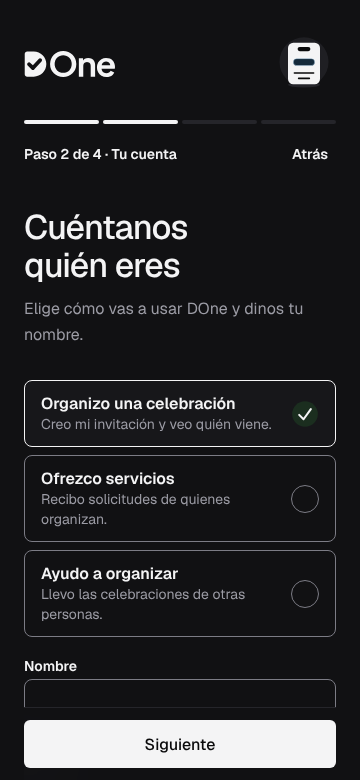 DOne
Paso 2 de 4 · Tu cuenta
Atrás
Cuéntanos
quién eres
Elige cómo vas a usar DOne y dinos tu
nombre.
Organizo una celebración
Creo mi invitación y veo quién viene.
Ofrezco servicios
Recibo solicitudes de quienes
organizan.
Ayudo a organizar
Llevo las celebraciones de otras
personas.
Nombre
Siguiente